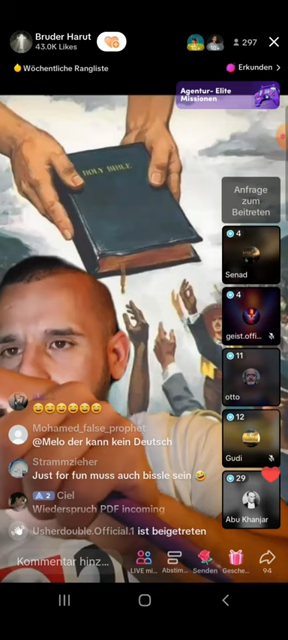 Bruder Harut
43.0K Likes
297
Wöchentliche Rangliste
Erkunden >
Agentur- Elite
Missionen
HOLY BIBLE
Anfrage
zum
Beitreten
4
Senad
4
geist.offi...
11
otto
12
Gudi
29
Abu Khanjar
😂😂😂😂😂😂
Mohamed_false_prophet
@Melo der kann kein Deutsch
Strammzieher
Just for fun muss auch bissle sein 🤣
2 Ciel
Wiederspruch PDF incoming
Usherdouble.Official.1 ist beigetreten
Kommentar hinz...
LIVE mi...
Abstim...
Senden
Gesche...
94